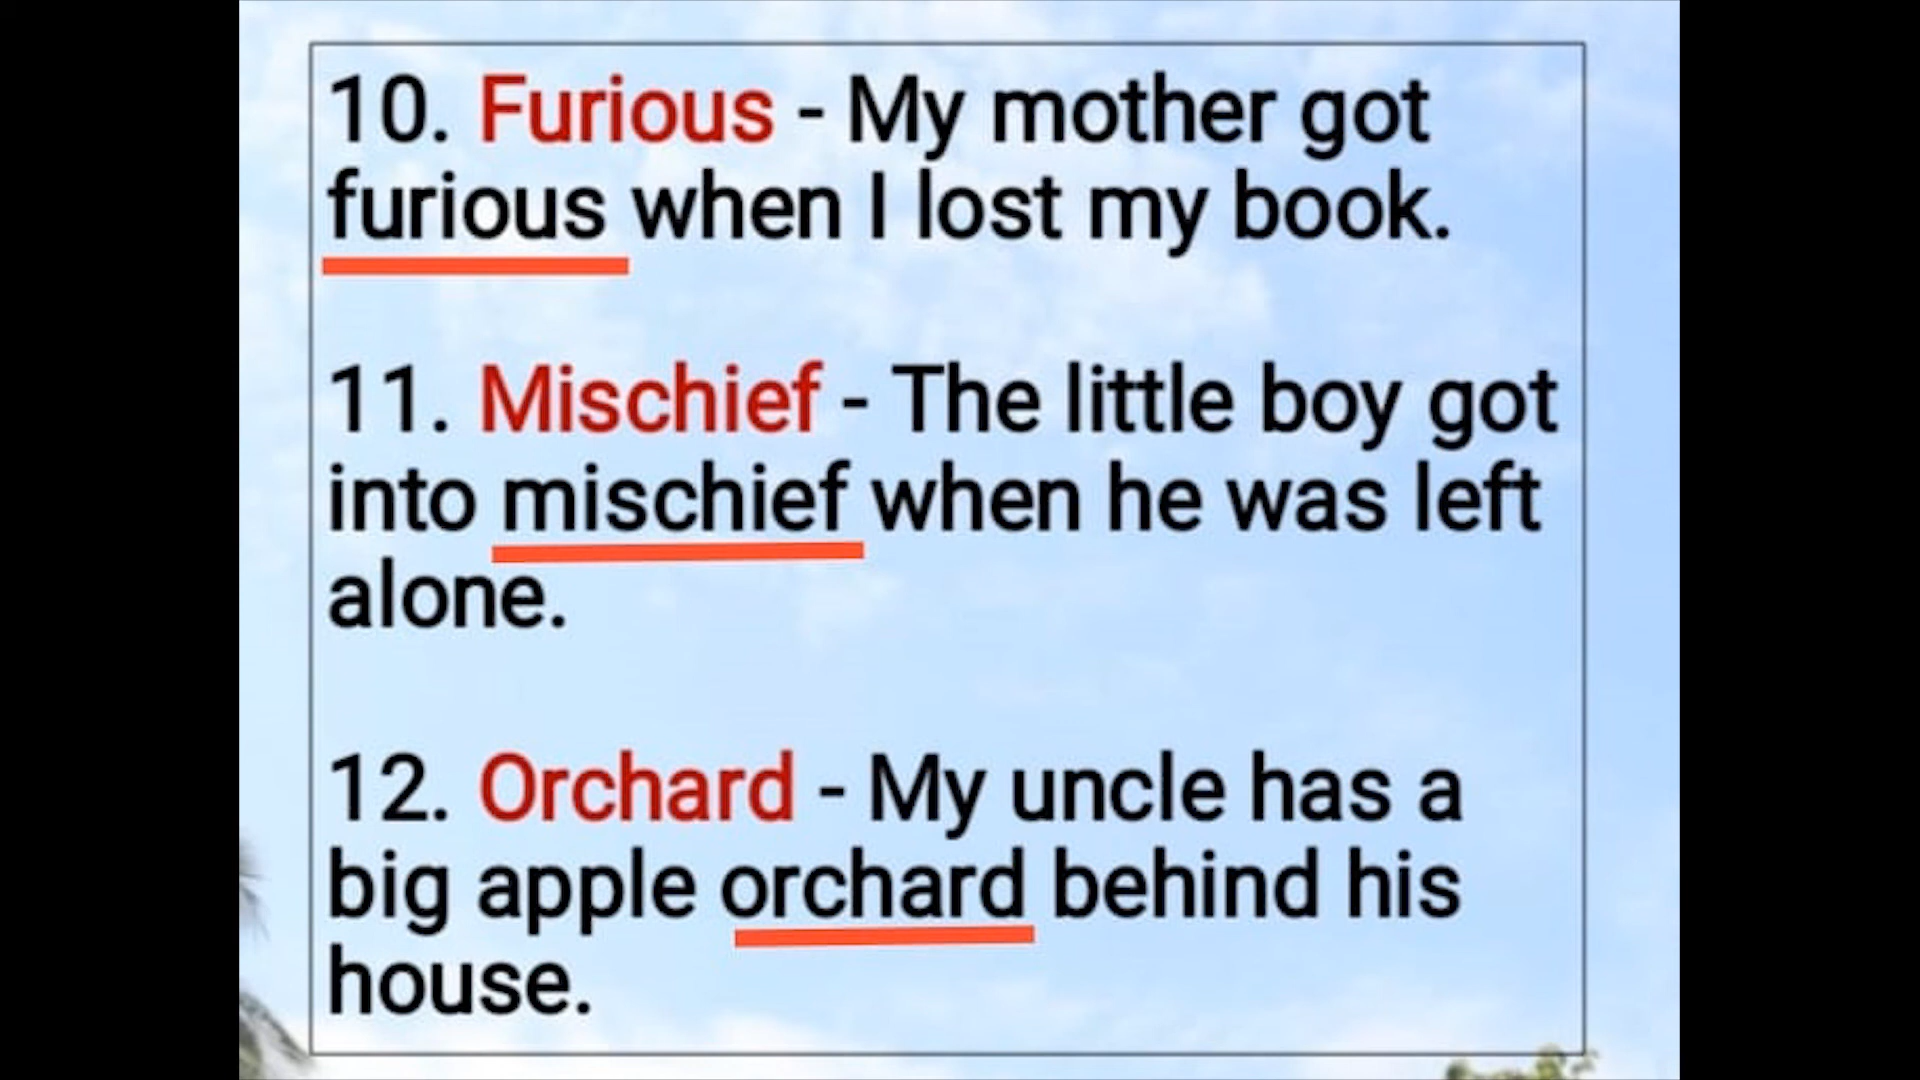 10. Furious - My mother got
furious when I lost my book.
11. Mischief - The little boy got
into mischief when he was left
alone.
12. Orchard - My uncle has a
big apple orchard behind his
house.